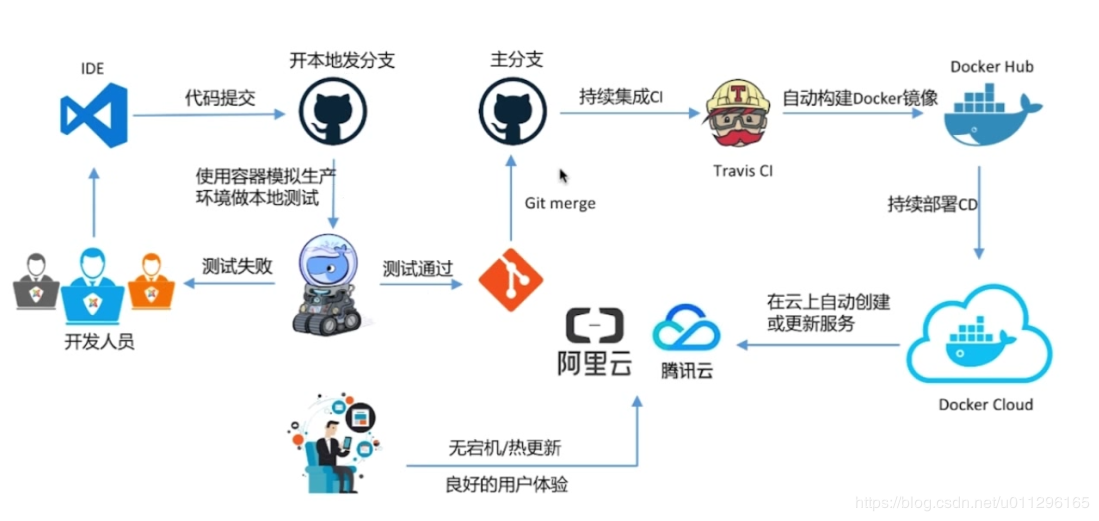 IDE
开本地发分支
主分支
Docker Hub
代码提交
持续集成CI
自动构建Docker镜像
Travis CI
使用容器模拟生产
环境做本地测试
Git merge
持续部署CD
测试失败
测试通过
开发人员
在云上自动创建
或更新服务
阿里云
腾讯云
Docker Cloud
无宕机/热更新
良好的用户体验
https://blog.csdn.net/u011296165